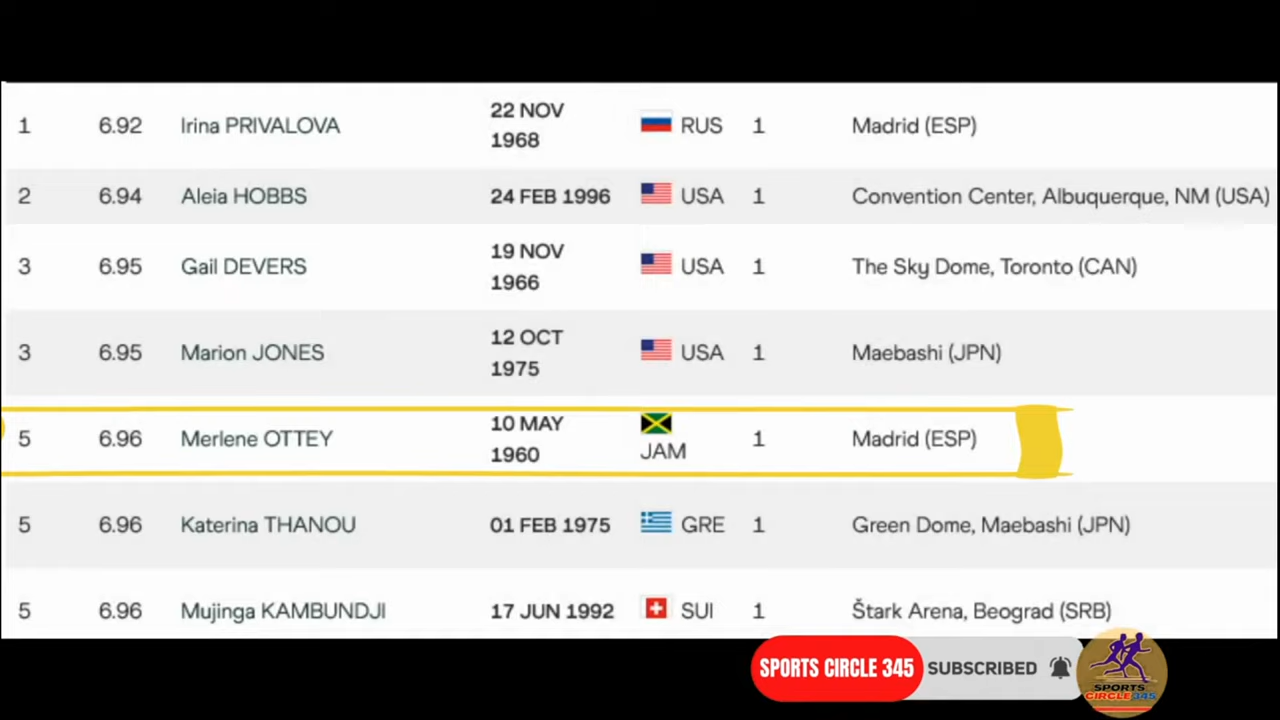 1 6.92 Irina PRIVALOVA 22 NOV 1968 RUS 1 Madrid (ESP)
2 6.94 Aleia HOBBS 24 FEB 1996 USA 1 Convention Center, Albuquerque, NM (USA)
3 6.95 Gail DEVERS 19 NOV 1966 USA 1 The Sky Dome, Toronto (CAN)
3 6.95 Marion JONES 12 OCT 1975 USA 1 Maebashi (JPN)
5 6.96 Merlene OTTEY 10 MAY 1960 JAM 1 Madrid (ESP)
5 6.96 Katerina THANOU 01 FEB 1975 GRE 1 Green Dome, Maebashi (JPN)
5 6.96 Mujinga KAMBUNDJI 17 JUN 1992 SUI 1 Štark Arena, Beograd (SRB)
SPORTS CIRCLE 345 SUBSCRIBED
SPORTS
CIRCLE 345